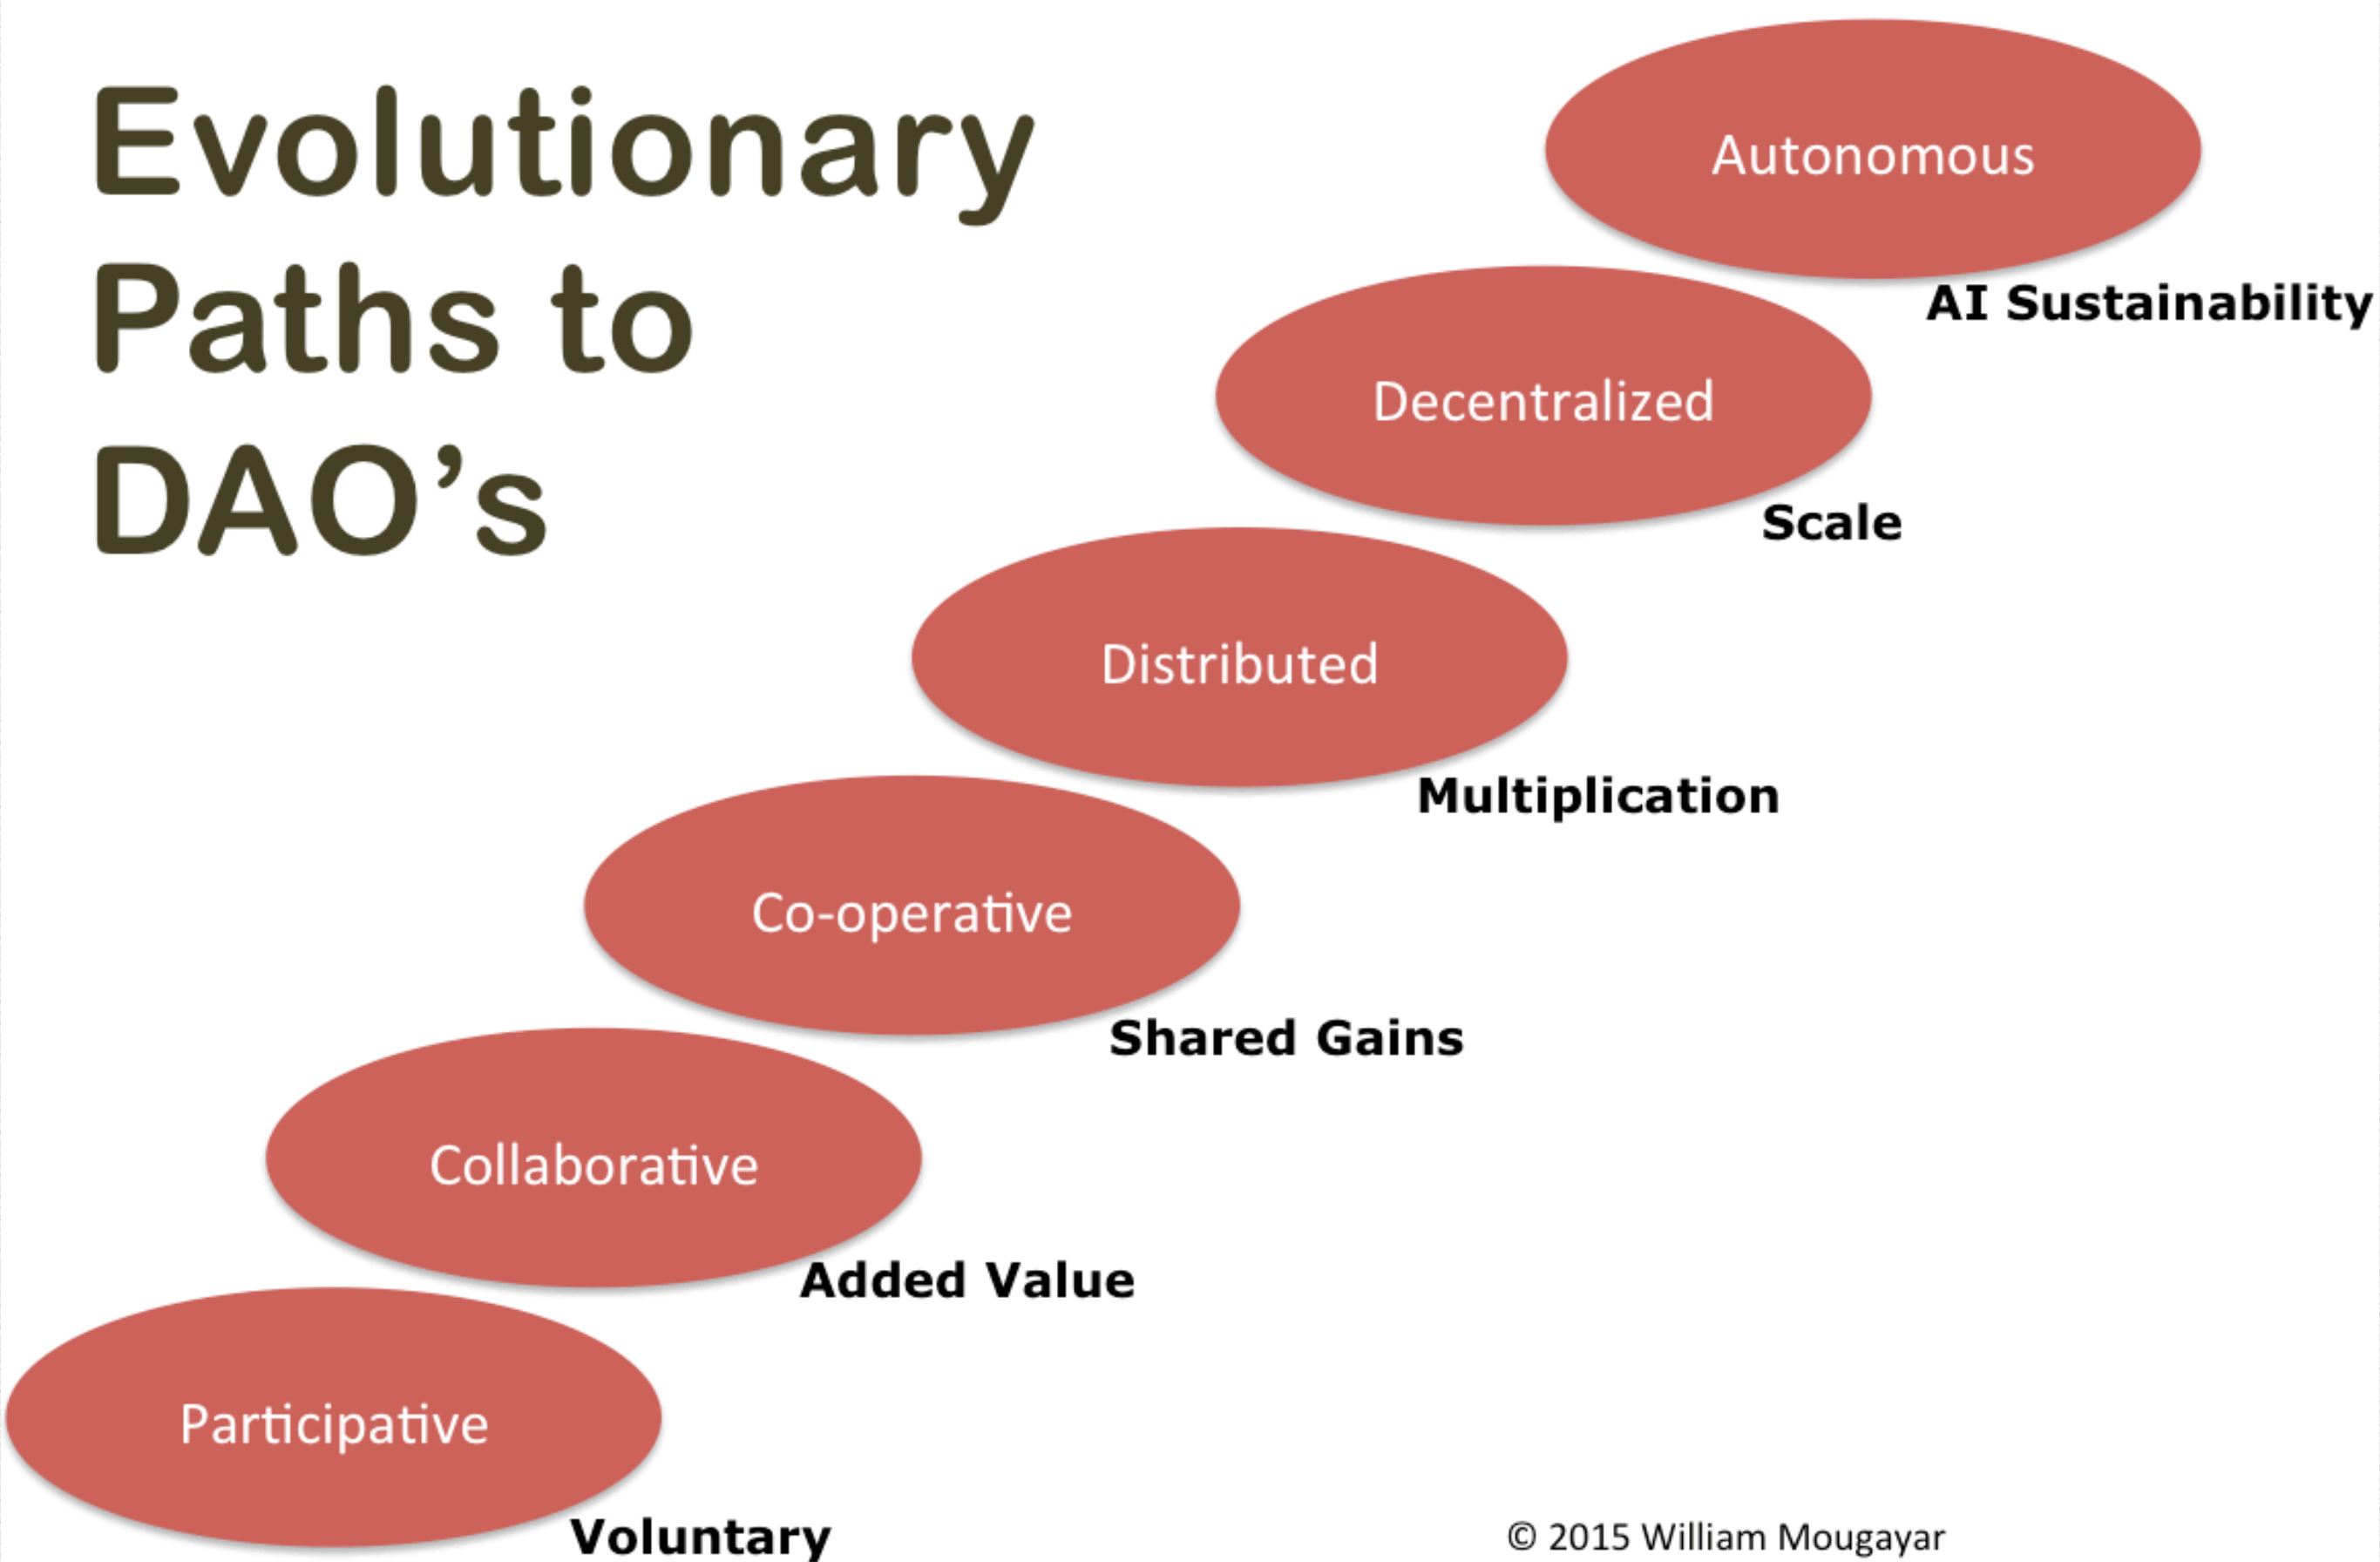 Evolutionary
Paths to
DAO’s
Autonomous
AI Sustainability
Decentralized
Scale
Distributed
Multiplication
Co-operative
Shared Gains
Collaborative
Added Value
Participative
Voluntary
© 2015 William Mougayar